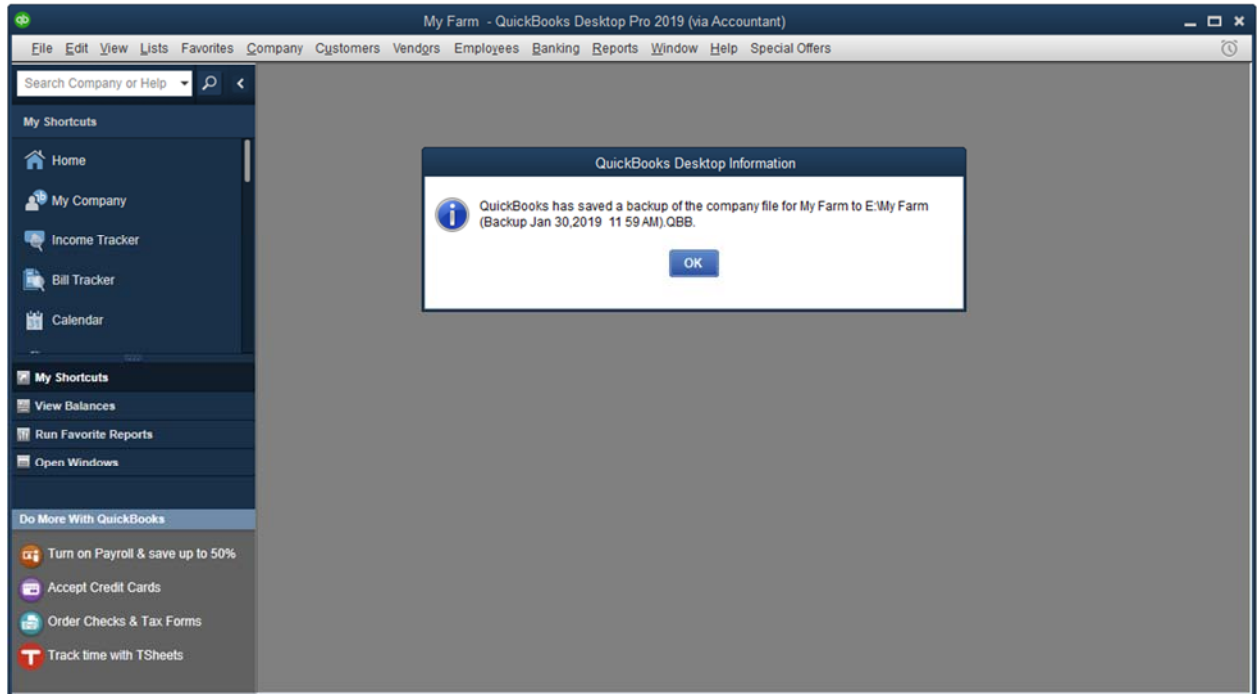 My Farm - QuickBooks Desktop Pro 2019 (via Accountant)
File Edit View Lists Favorites Company Customers Vendors Employees Banking Reports Window Help Special Offers
Search Company or Help
My Shortcuts
Home
My Company
Income Tracker
Bill Tracker
Calendar
My Shortcuts
View Balances
Run Favorite Reports
Open Windows
Do More With QuickBooks
Turn on Payroll & save up to 50%
Accept Credit Cards
Order Checks & Tax Forms
Track time with TSheets
QuickBooks Desktop Information
QuickBooks has saved a backup of the company file for My Farm to E:\My Farm
(Backup Jan 30,2019 11 59 AM).QBB.
OK